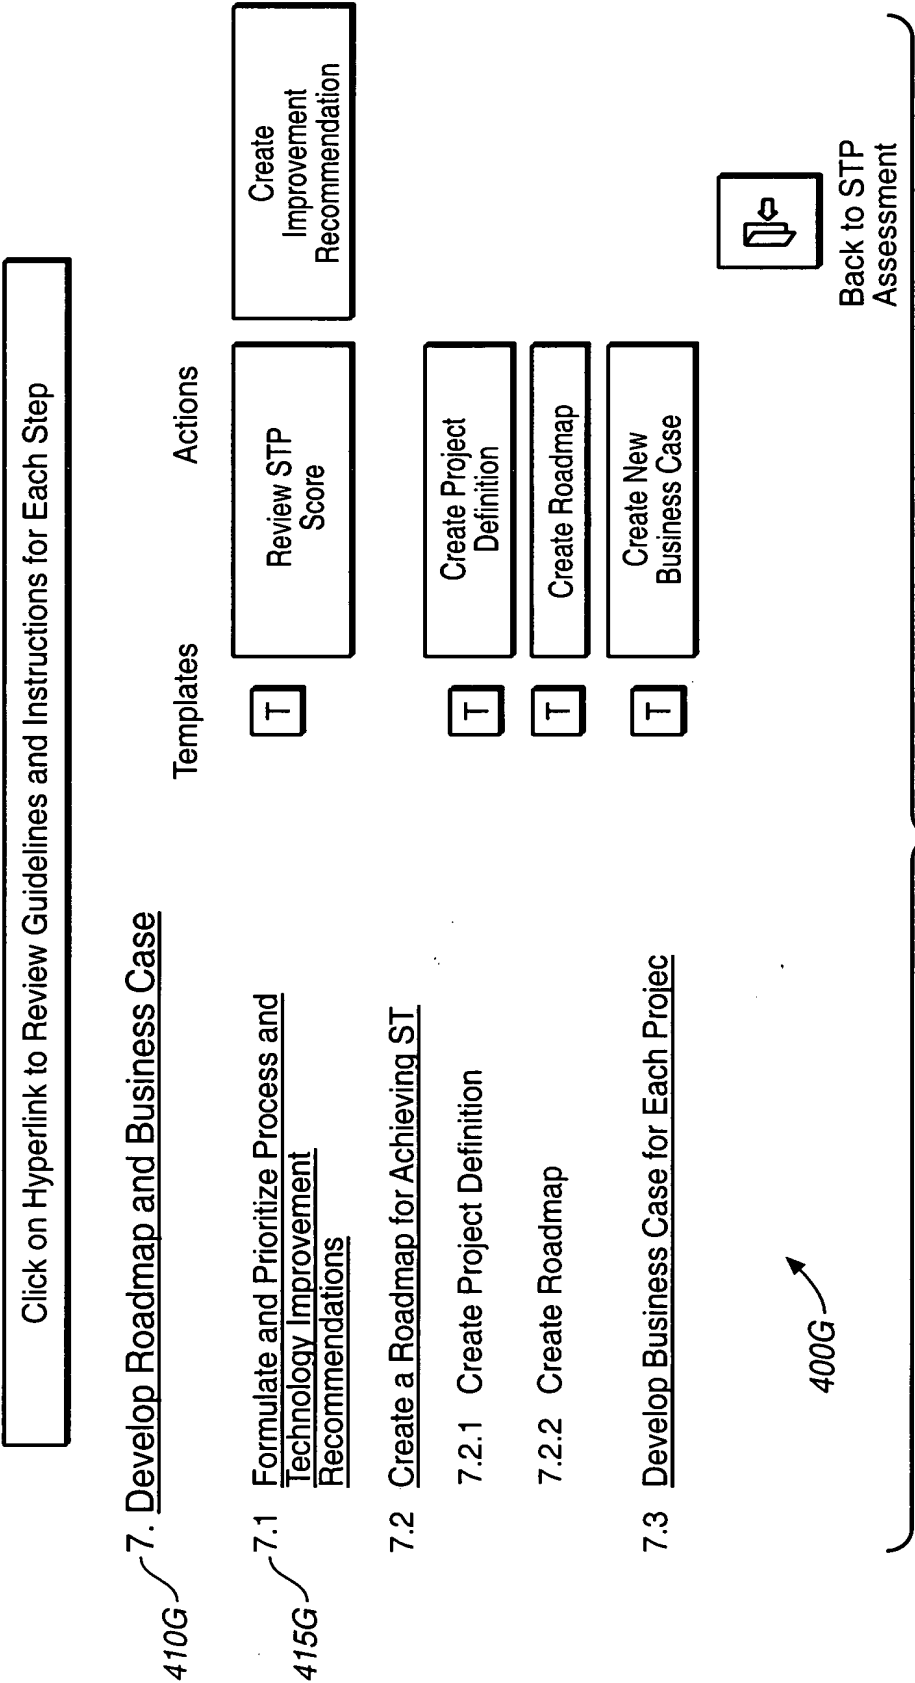 Click on Hyperlink to Review Guidelines and Instructions for Each Step
410G
7. Develop Roadmap and Business Case
Templates
Actions
415G
7.1 Formulate and Prioritize Process and
Technology Improvement
Recommendations
T
Review STP
Score
Create
Improvement
Recommendation
7.2 Create a Roadmap for Achieving ST
7.2.1 Create Project Definition
T
Create Project
Definition
7.2.2 Create Roadmap
T
Create Roadmap
7.3 Develop Business Case for Each Projec
T
Create New
Business Case
400G
Back to STP
Assessment